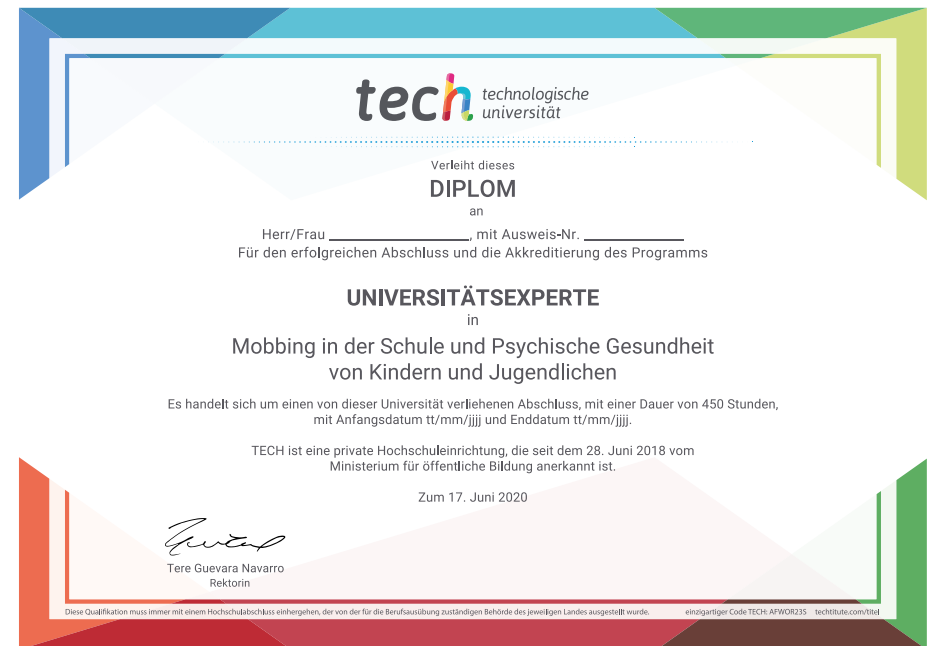 tech technologische
universität
Verleiht dieses
DIPLOM
an
Herr/Frau ____________, mit Ausweis-Nr. ____________
Für den erfolgreichen Abschluss und die Akkreditierung des Programms
UNIVERSITÄTSEXPERTE
in
Mobbing in der Schule und Psychische Gesundheit
von Kindern und Jugendlichen
Es handelt sich um einen von dieser Universität verliehenen Abschluss, mit einer Dauer von 450 Stunden,
mit Anfangsdatum tt/mm/jjjj und Enddatum tt/mm/jjjj.
TECH ist eine private Hochschuleinrichtung, die seit dem 28. Juni 2018 vom
Ministerium für öffentliche Bildung anerkannt ist.
Zum 17. Juni 2020
Tere Guevara Navarro
Rektorin
Diese Qualifikation muss immer mit einem Hochschulabschluss einhergehen, der von der für die Berufsausübung zuständigen Behörde des jeweiligen Landes ausgestellt wurde. einzigartiger Code TECH: AFWOR23S techtitute.com/titel